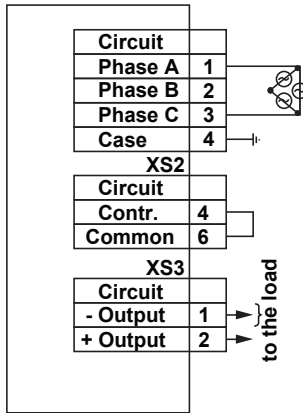 Circuit
Phase A 1
Phase B 2
Phase C 3
Case 4
XS2
Circuit
Contr. 4
Common 6
XS3
Circuit
- Output 1
+ Output 2
to the load